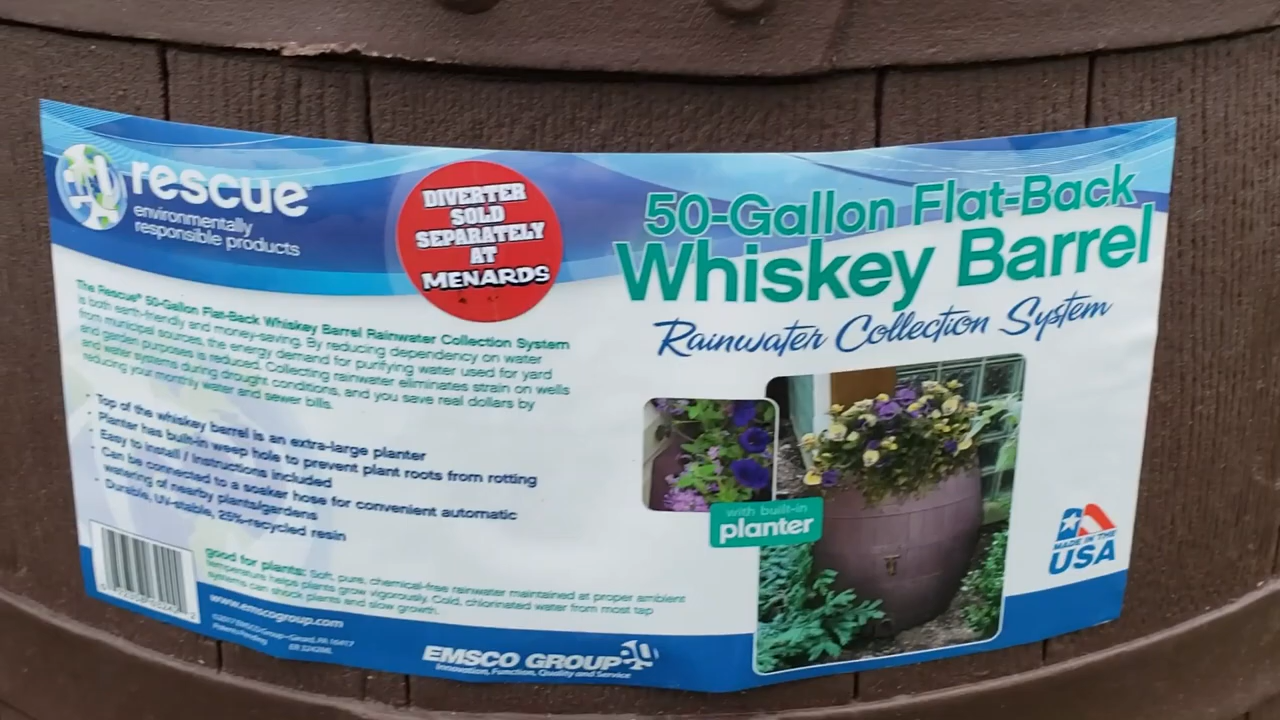 rescue®
environmentally
responsible products
DIVERTER
SOLD
SEPARATELY
AT
MENARDS
50-Gallon Flat-Back
Whiskey Barrel
Rainwater Collection System
The Rescue® 50-Gallon Flat-Back Whiskey Barrel Rainwater Collection System
is both earth-friendly and money-saving. By reducing dependency on water
from municipal sources, the energy demand for purifying water used for yard
and garden purposes is reduced. Collecting rainwater eliminates strain on wells
and water systems during drought conditions, and you save real dollars by
reducing your monthly water and sewer bills.
- Top of the whiskey barrel is an extra-large planter
- Planter has built-in weep hole to prevent plant roots from rotting
- Easy to install / Instructions included
- Can be connected to a soaker hose for convenient automatic
watering of nearby plants/gardens
- Durable, UV-stable, 25%-recycled resin
with built-in
planter
MADE IN THE
USA
good for plants: Soft, pure, chemical-free rainwater maintained at proper ambient
temperature helps plants grow vigorously. Cold, chlorinated water from most tap
systems can shock plants and slow growth.
www.emscogroup.com
©2017 EMSCO Group–Girard, PA 16417
Patents Pending
EMSCO GROUP
Innovation, Function, Quality and Service